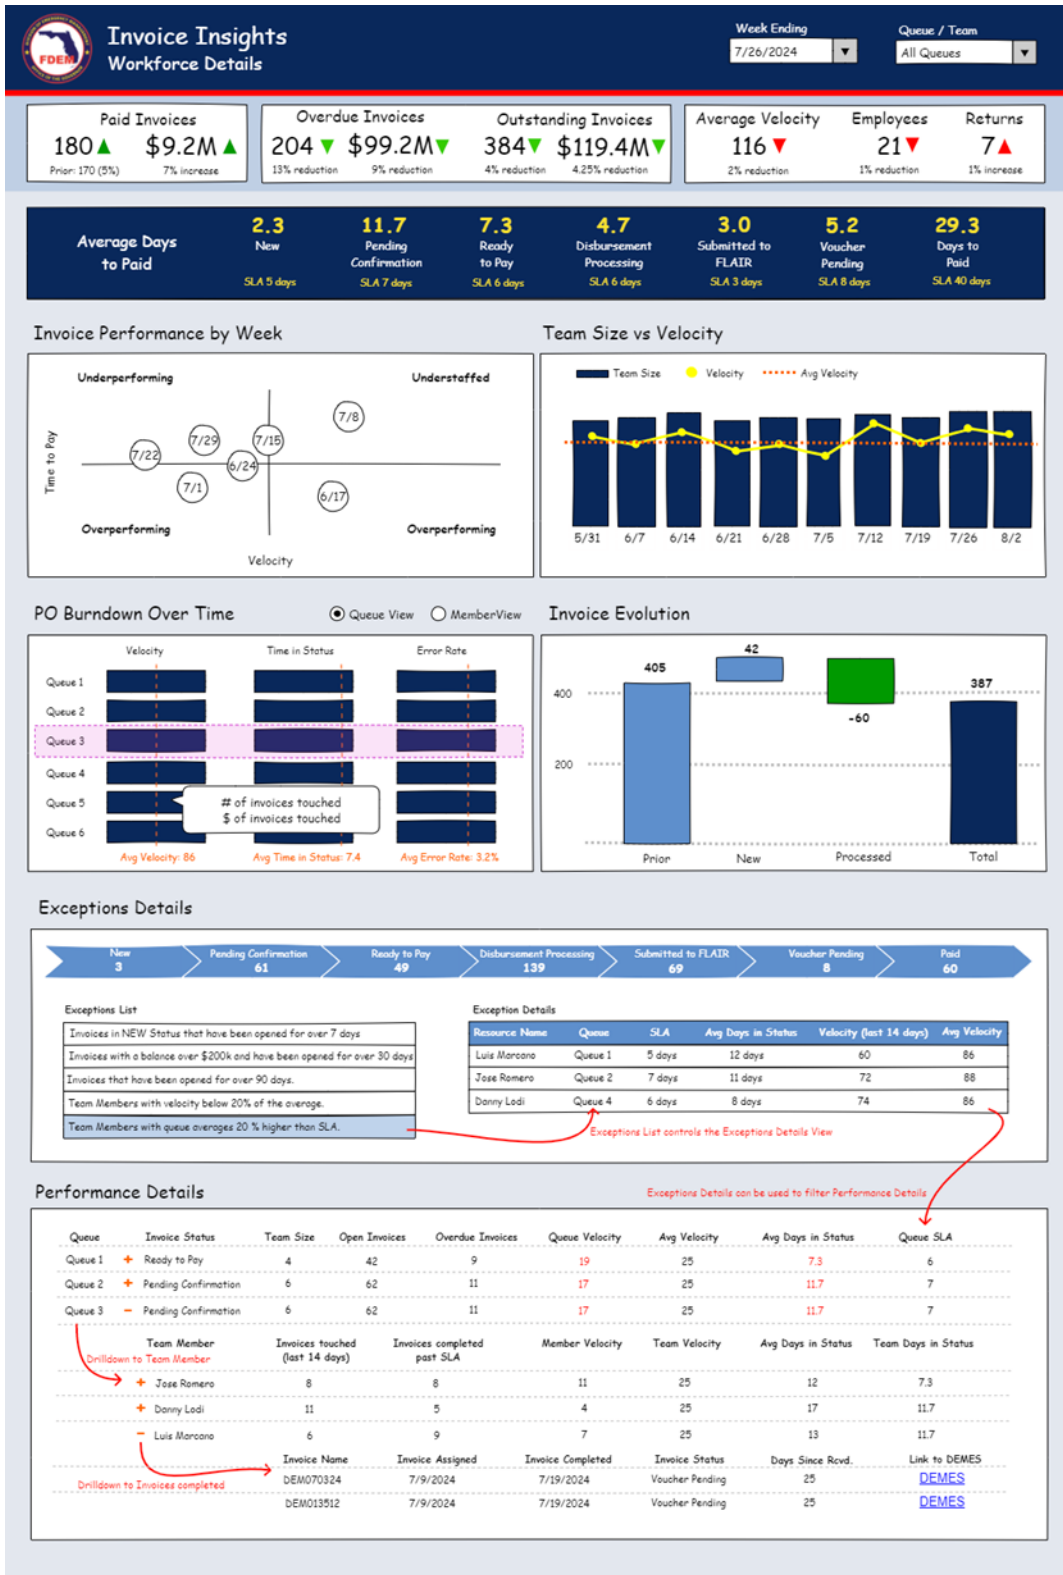 FDEM
Invoice Insights
Workforce Details
Week Ending
7/26/2024
Queue / Team
All Queues
Paid Invoices
180 $9.2M
Prior: 170 (5%) 7% increase
Overdue Invoices Outstanding Invoices
204 $99.2M 384 $119.4M
13% reduction 9% reduction 4% reduction 4.25% reduction
Average Velocity Employees Returns
116 21 7
2% reduction 1% reduction 1% increase
Average Days
to Paid
2.3 11.7 7.3 4.7 3.0 5.2 29.3
New Pending Ready Disbursement Submitted to Voucher Days to
Confirmation to Pay Processing FLAIR Pending Paid
SLA 5 days SLA 7 days SLA 6 days SLA 6 days SLA 3 days SLA 8 days SLA 40 days
Invoice Performance by Week
Underperforming Understaffed
7/8
7/29 7/15
7/22
6/24
7/1 6/17
Time to Pay
Overperforming Overperforming
Velocity
Team Size vs Velocity
Team Size Velocity Avg Velocity
5/31 6/7 6/14 6/21 6/28 7/5 7/12 7/19 7/26 8/2
PO Burndown Over Time Queue View MemberView
Velocity Time in Status Error Rate
Queue 1
Queue 2
Queue 3
Queue 4
Queue 5
Queue 6
# of invoices touched
$ of invoices touched
Avg Velocity: 86 Avg Time in Status: 7.4 Avg Error Rate: 3.2%
Invoice Evolution
42
405
387
400
-60
200
Prior New Processed Total
Exceptions Details
New Pending Confirmation Ready to Pay Disbursement Processing Submitted to FLAIR Voucher Pending Paid
3 61 49 139 69 8 60
Exceptions List
Invoices in NEW Status that have been opened for over 7 days
Invoices with a balance over $200k and have been opened for over 30 days
Invoices that have been opened for over 90 days.
Team Members with velocity below 20% of the average.
Team Members with queue averages 20 % higher than SLA.
Exception Details
Resource Name Queue SLA Avg Days in Status Velocity (last 14 days) Avg Velocity
Luis Marcano Queue 1 5 days 12 days 60 86
Jose Romero Queue 2 7 days 11 days 72 88
Danny Lodi Queue 4 6 days 8 days 74 86
Exceptions List controls the Exceptions Details View
Performance Details
Exceptions Details can be used to filter Performance Details
Queue Invoice Status Team Size Open Invoices Overdue Invoices Queue Velocity Avg Velocity Avg Days in Status Queue SLA
Queue 1 + Ready to Pay 4 42 9 19 25 7.3 6
Queue 2 + Pending Confirmation 6 62 11 17 25 11.7 7
Queue 3 - Pending Confirmation 6 62 11 17 25 11.7 7
Team Member Invoices touched Invoices completed Member Velocity Team Velocity Avg Days in Status Team Days in Status
(last 14 days) past SLA
Drilldown to Team Member
+ Jose Romero 8 8 11 25 12 7.3
+ Danny Lodi 11 5 4 25 17 11.7
- Luis Marcano 6 9 7 25 13 11.7
Invoice Name Invoice Assigned Invoice Completed Invoice Status Days Since Rcvd. Link to DEMES
DEM070324 7/9/2024 7/19/2024 Voucher Pending 25 DEMES
Drilldown to Invoices completed
DEM013512 7/9/2024 7/19/2024 Voucher Pending 25 DEMES